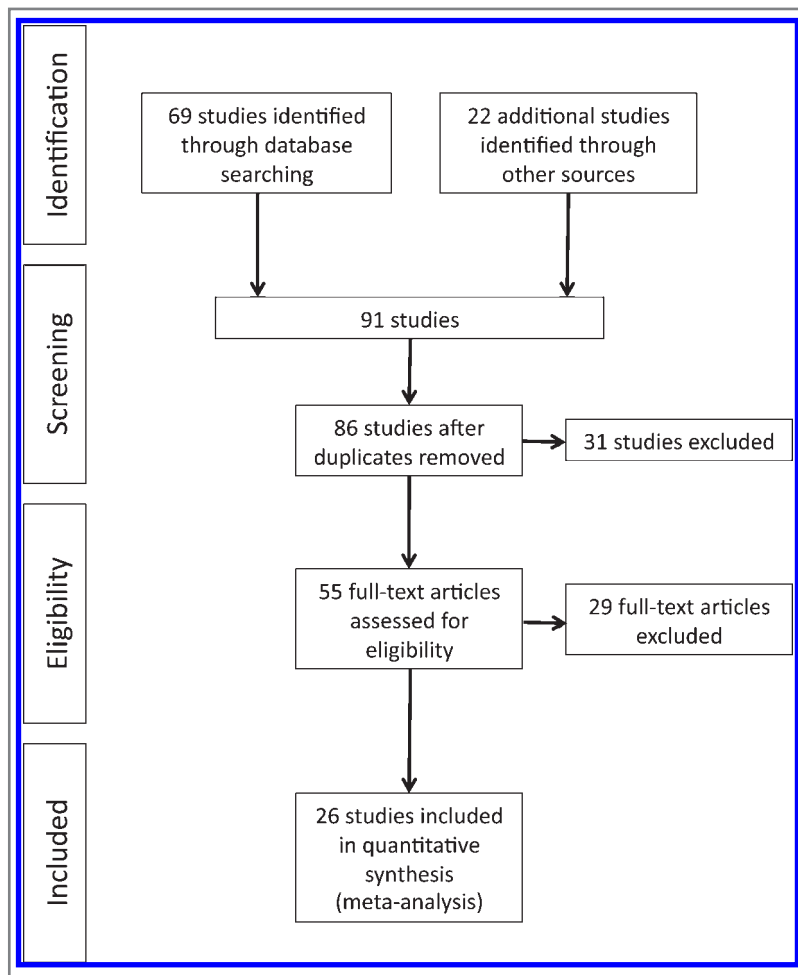 Identification
69 studies identified
through database
searching
22 additional studies
identified through
other sources
Screening
91 studies
86 studies after
duplicates removed
31 studies excluded
Eligibility
55 full-text articles
assessed for
eligibility
29 full-text articles
excluded
Included
26 studies included
in quantitative
synthesis
(meta-analysis)